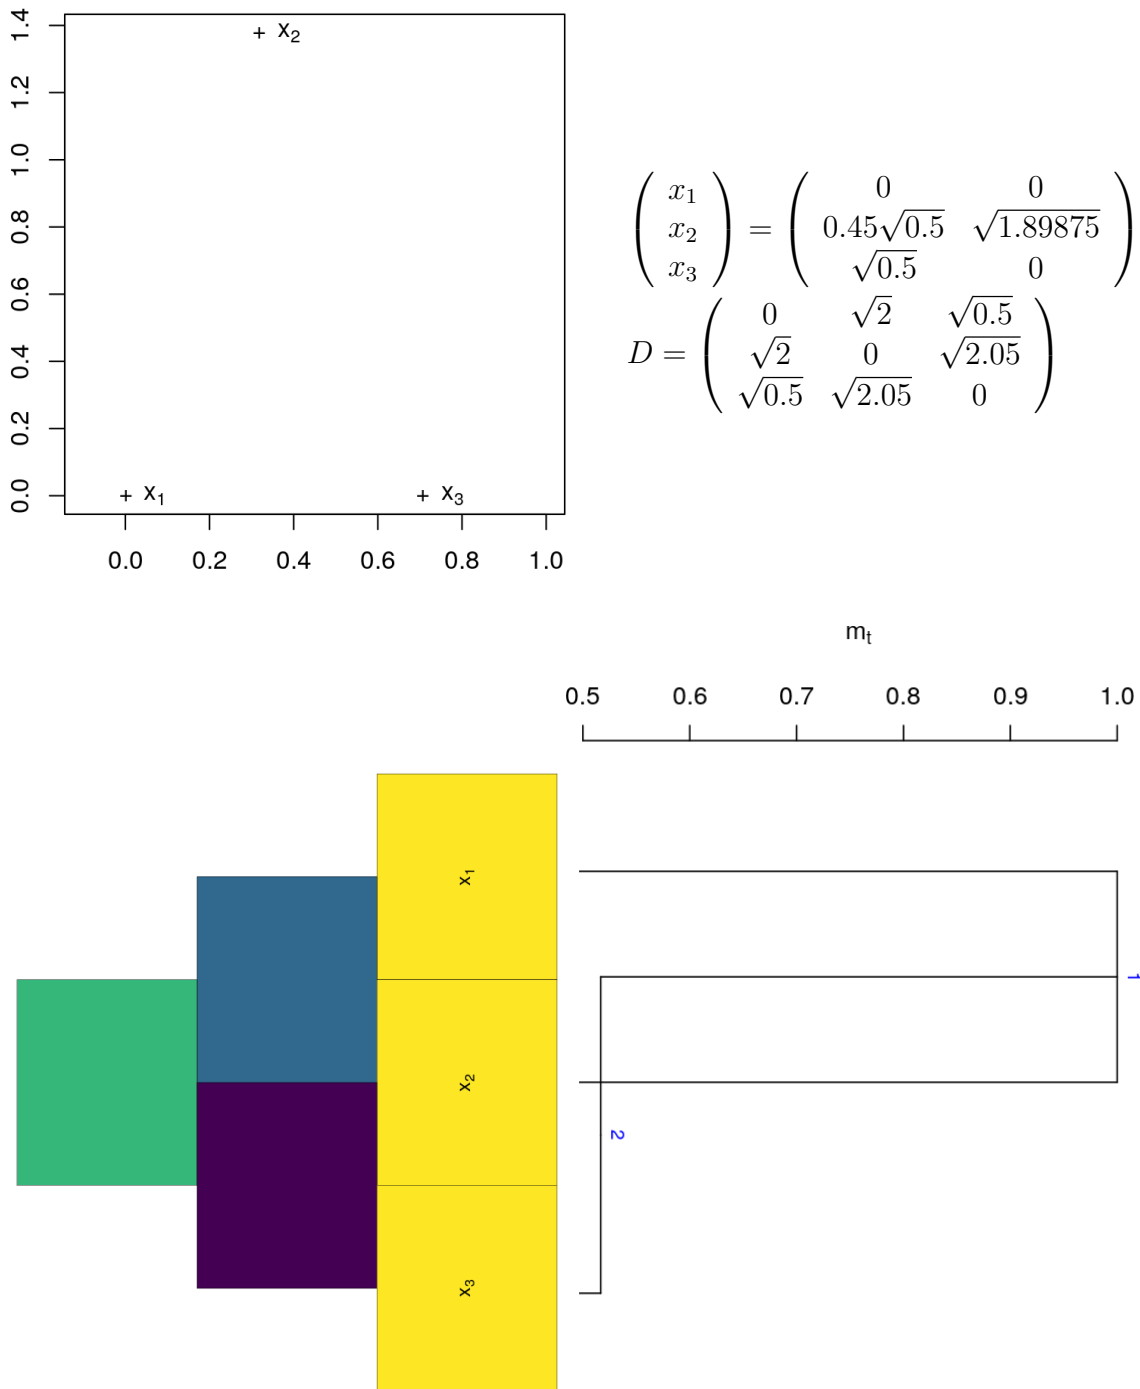 1.4
1.2
1.0
0.8
0.6
0.4
0.2
0.0
x₂
x₁ x₃
0.0 0.2 0.4 0.6 0.8 1.0
( x₁ ) = ( 0 0 )
( x₂ ) ( 0.45√0.5 √1.89875 )
( x₃ ) ( √0.5 0 )
D = ( 0 √2 √0.5 )
( √2 0 √2.05 )
( √0.5 √2.05 0 )
mₜ
0.5 0.6 0.7 0.8 0.9 1.0
x₁
x₂
x₃
1
2